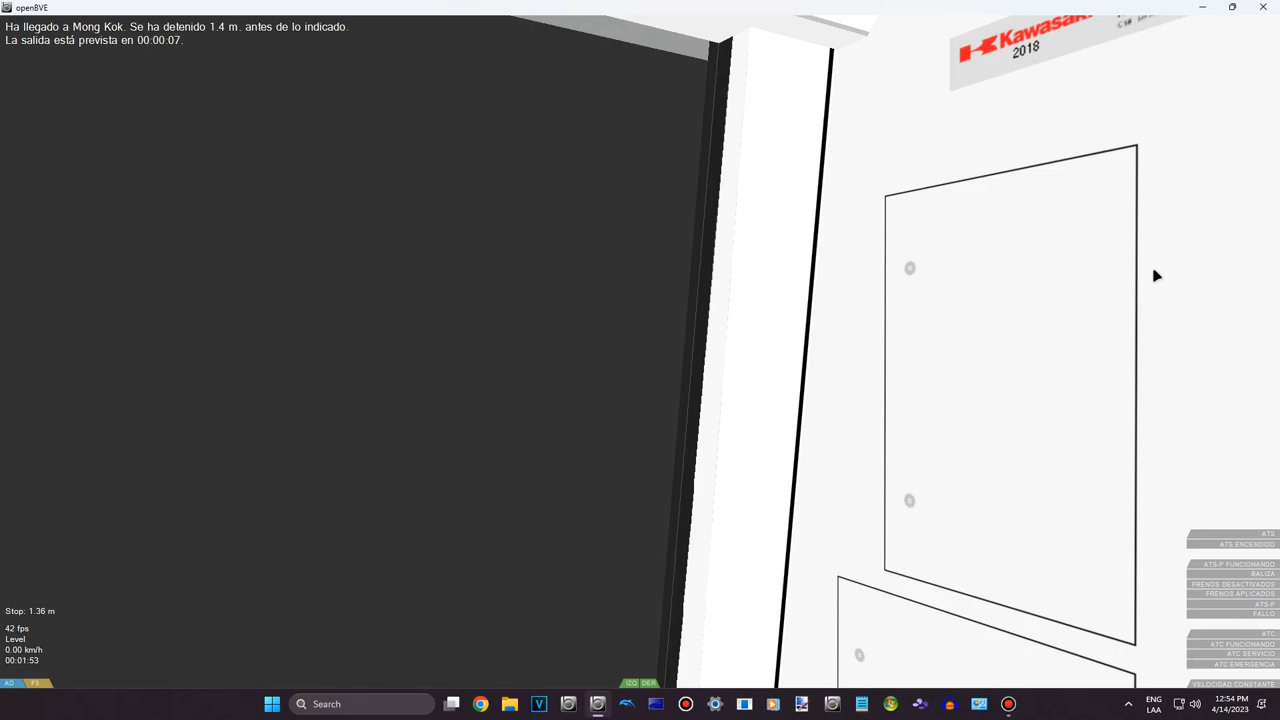 openBVE
Ha llegado a Mong Kok. Se ha detenido 1.4 m. antes de lo indicado.
La salida está prevista en 00:00:07.
Kawasaki
2018
ATS
ATS ENCENDIDO
ATS-P FUNCIONANDO
BALIZA
FRENOS DESACTIVADOS
FRENOS APLICADOS
ATS-P
FALLO
Stop: 1.36 m
42 fps
Level
0.00 km/h
00:01:53
ATC
ATC FUNCIONANDO
ATC SERVICIO
ATC EMERGENCIA
VELOCIDAD CONSTANTE
AD F3
IZQ DER
Search
ENG
LAA
12:54 PM
4/14/2023